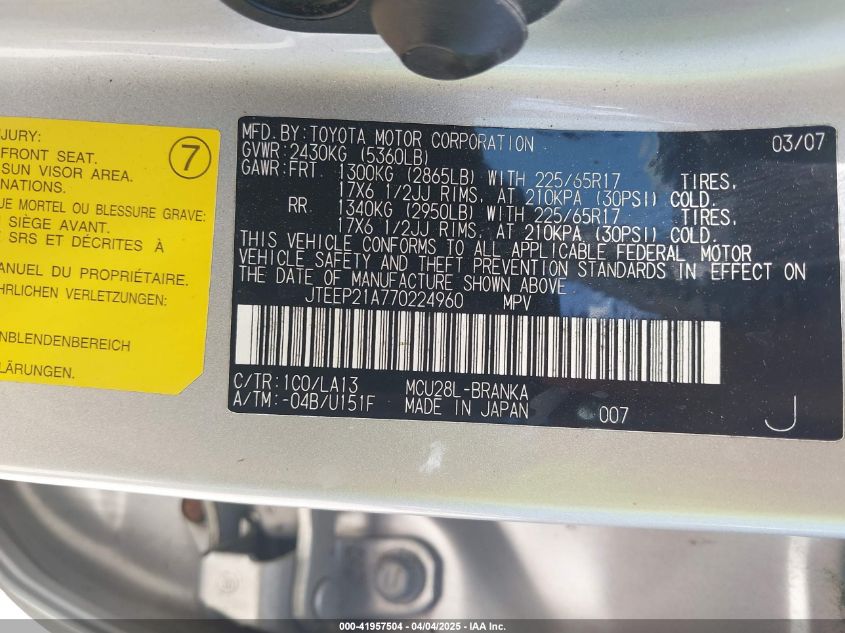 NJURY:
FRONT SEAT.
SUN VISOR AREA.
NATIONS.
UE MORTEL OU BLESSURE GRAVE:
SIÈGE AVANT.
E SRS ET DÉCRITES À
ANUEL DU PROPRIÉTAIRE.
ÄHRLICHEN VERLETZUNGEN.
NBLENDENBEREICH
LÄRUNGEN.
7
MFD. BY: TOYOTA MOTOR CORPORATION 03/07
GVWR: 2430KG (5360LB)
GAWR: FRT 1300KG (2865LB) WITH 225/65R17 TIRES,
17X6 1/2JJ RIMS, AT 210KPA (30PSI) COLD.
RR 1340KG (2950LB) WITH 225/65R17 TIRES,
17X6 1/2JJ RIMS, AT 210KPA (30PSI) COLD.
THIS VEHICLE CONFORMS TO ALL APPLICABLE FEDERAL MOTOR
VEHICLE SAFETY AND THEFT PREVENTION STANDARDS IN EFFECT ON
THE DATE OF MANUFACTURE SHOWN ABOVE.
JTEEP21A770224960 MPV
C/TR: 1C0/LA13 MCU28L-BRANKA
A/TM: -04B/U151F MADE IN JAPAN 007 J
000-41957504 - 04/04/2025 - IAA Inc.